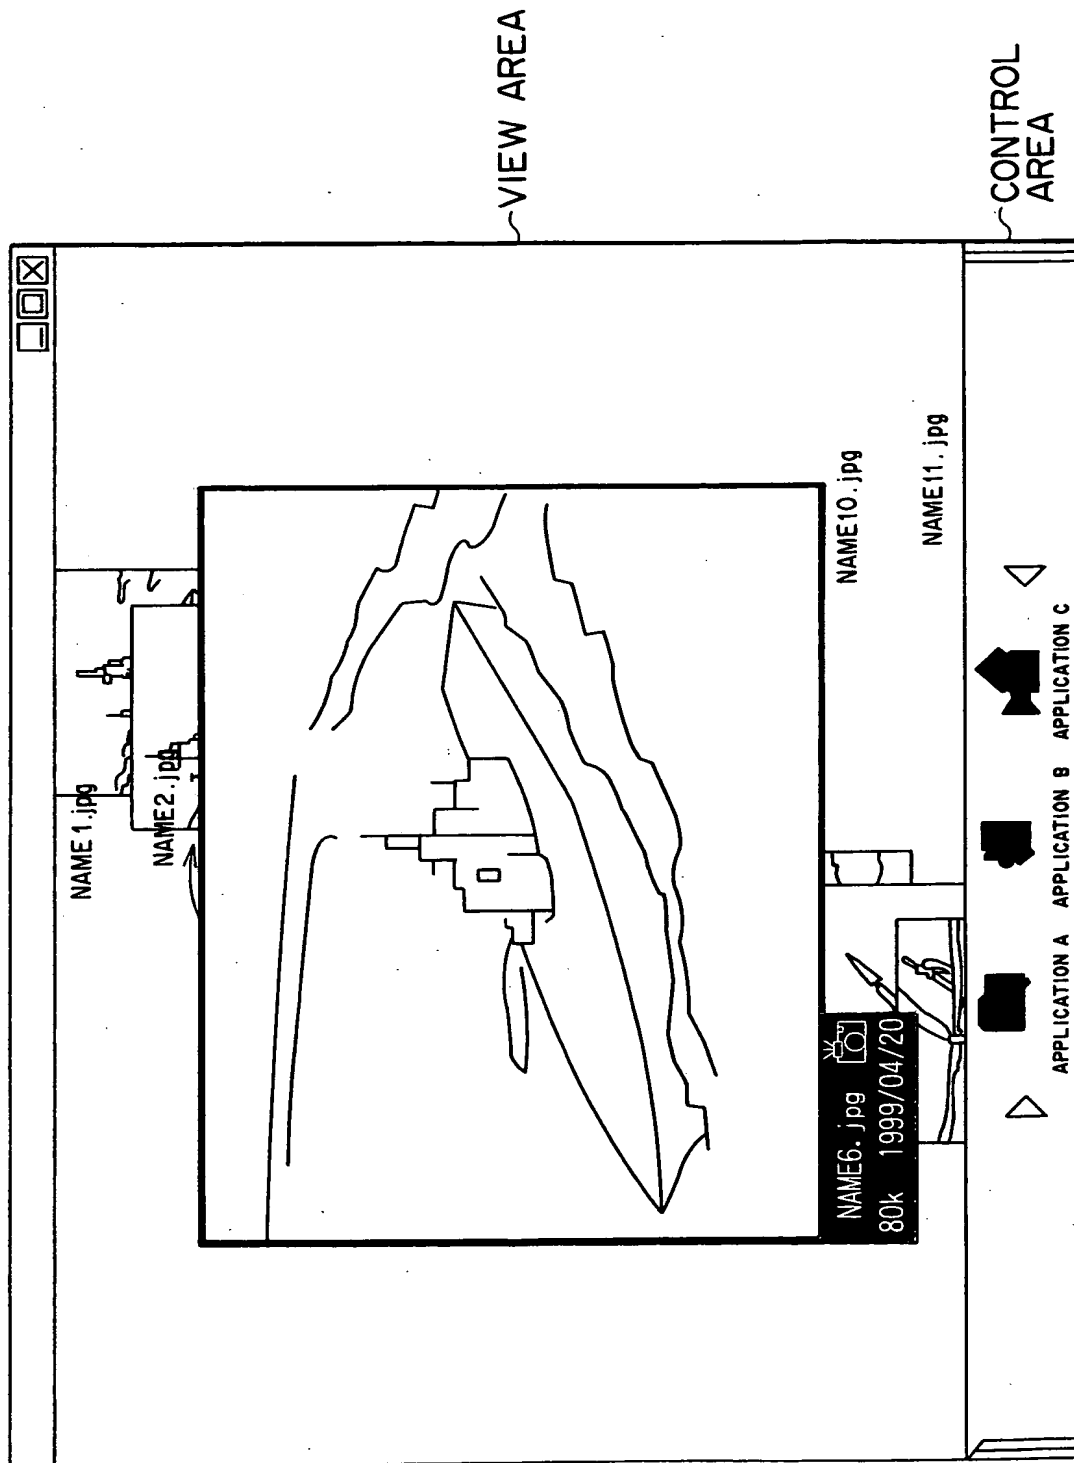 VIEW AREA
NAME1.jpg
NAME2.jpg
NAME10.jpg
NAME6.jpg
80k 1999/04/20
NAME11.jpg
CONTROL
AREA
APPLICATION A APPLICATION B APPLICATION C